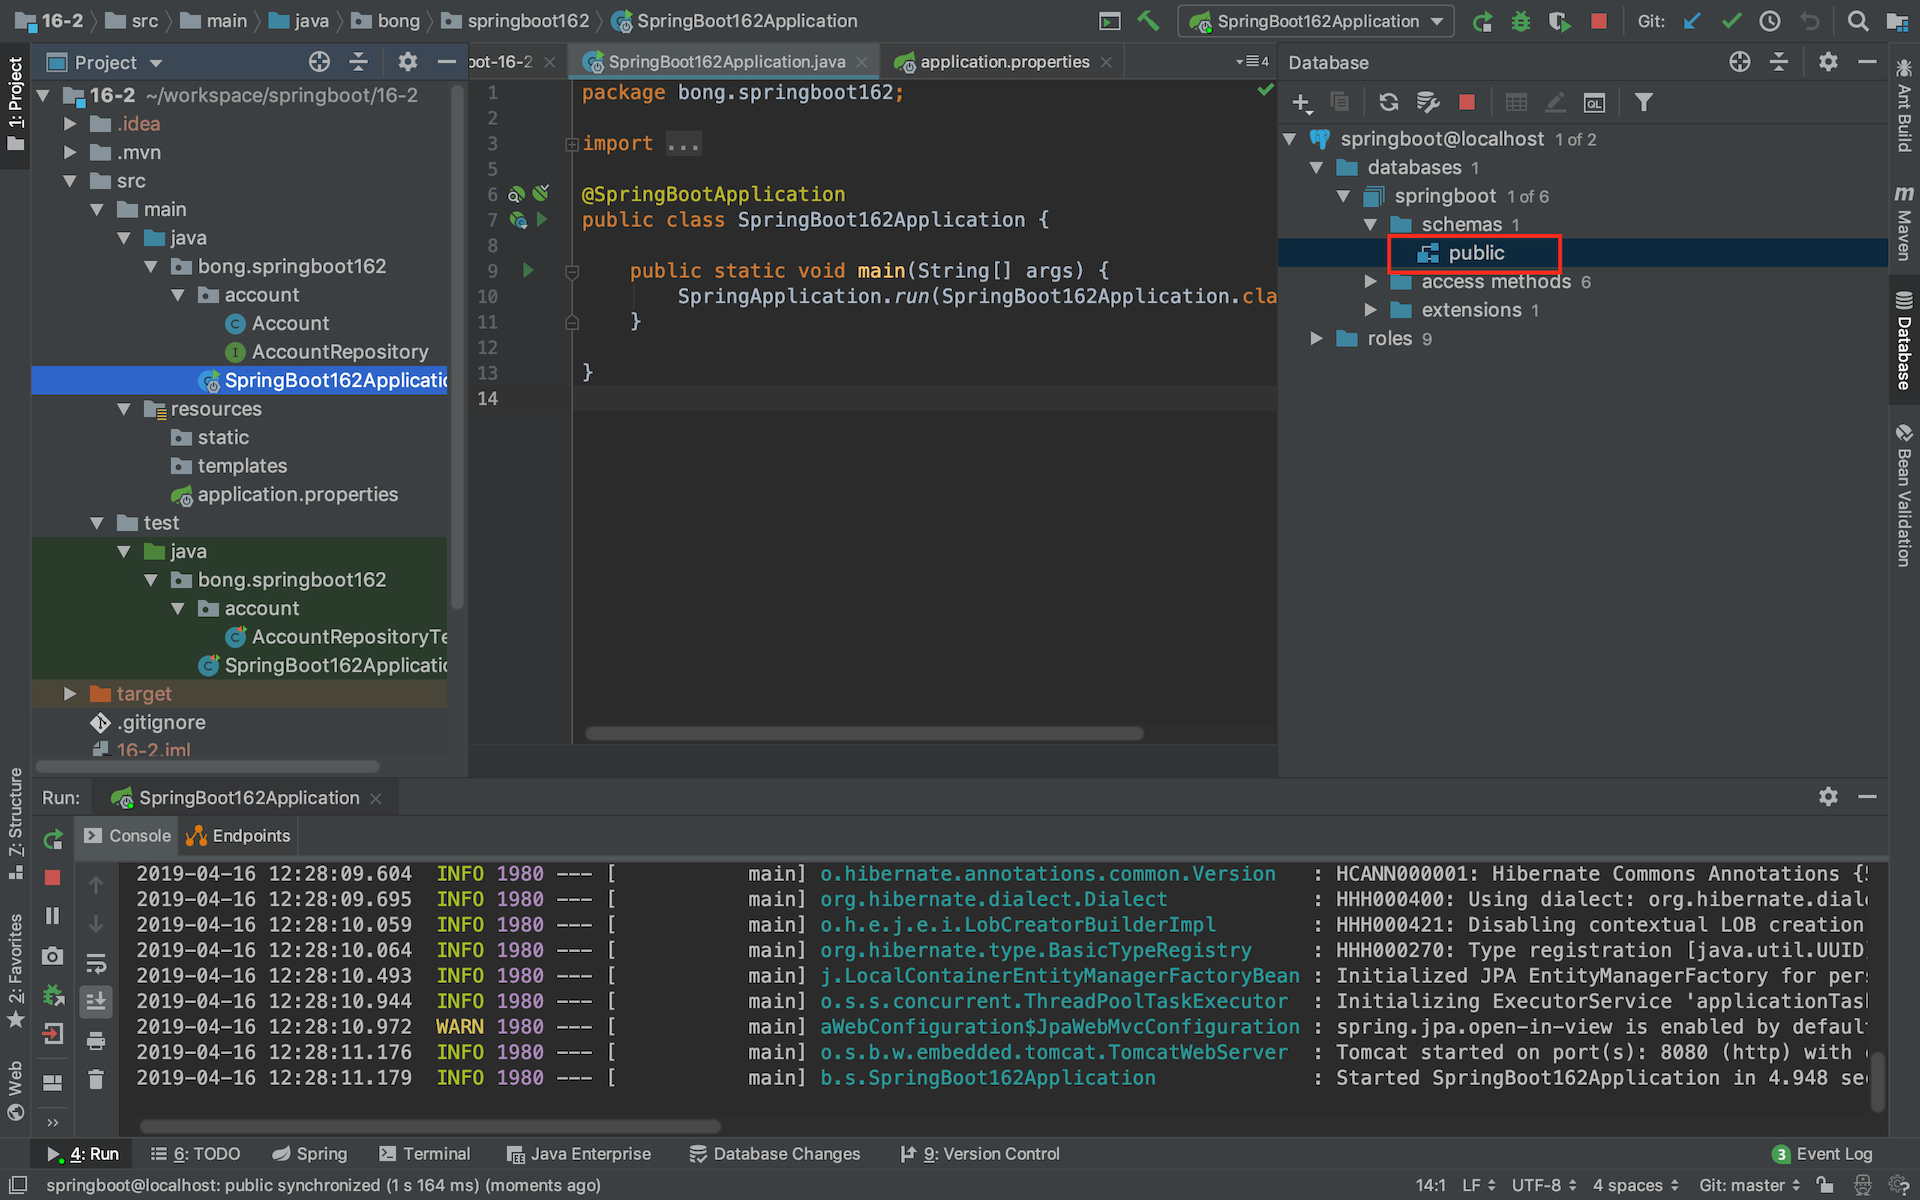 16-2 src main java bong springboot162 SpringBoot162Application SpringBoot162Application Git:
Project
oot-16-2 SpringBoot162Application.java application.properties 4
Database
16-2 ~/workspace/springboot/16-2
.idea
.mvn
src
main
java
bong.springboot162
account
Account
AccountRepository
SpringBoot162Applicatio
resources
static
templates
application.properties
test
java
bong.springboot162
account
AccountRepositoryTe
SpringBoot162Applicatio
target
.gitignore
16-2.iml
1 package bong.springboot162;
2
3 import ...
5
6 @SpringBootApplication
7 public class SpringBoot162Application {
8
9 public static void main(String[] args) {
10 SpringApplication.run(SpringBoot162Application.cla
11 }
12
13 }
14
QL
springboot@localhost 1 of 2
databases 1
springboot 1 of 6
schemas 1
public
access methods 6
extensions 1
roles 9
1: Project
Z: Structure
2: Favorites
Web
Ant Build
m Maven
Database
Bean Validation
Run: SpringBoot162Application
Console Endpoints
2019-04-16 12:28:09.604 INFO 1980 --- [ main] o.hibernate.annotations.common.Version : HCANN000001: Hibernate Commons Annotations {5
2019-04-16 12:28:09.695 INFO 1980 --- [ main] org.hibernate.dialect.Dialect : HHH000400: Using dialect: org.hibernate.diale
2019-04-16 12:28:10.059 INFO 1980 --- [ main] o.h.e.j.e.i.LobCreatorBuilderImpl : HHH000421: Disabling contextual LOB creation
2019-04-16 12:28:10.064 INFO 1980 --- [ main] org.hibernate.type.BasicTypeRegistry : HHH000270: Type registration [java.util.UUID]
2019-04-16 12:28:10.493 INFO 1980 --- [ main] j.LocalContainerEntityManagerFactoryBean : Initialized JPA EntityManagerFactory for pers
2019-04-16 12:28:10.944 INFO 1980 --- [ main] o.s.s.concurrent.ThreadPoolTaskExecutor : Initializing ExecutorService 'applicationTask
2019-04-16 12:28:10.972 WARN 1980 --- [ main] aWebConfiguration$JpaWebMvcConfiguration : spring.jpa.open-in-view is enabled by default
2019-04-16 12:28:11.176 INFO 1980 --- [ main] o.s.b.w.embedded.tomcat.TomcatWebServer : Tomcat started on port(s): 8080 (http) with c
2019-04-16 12:28:11.179 INFO 1980 --- [ main] b.s.SpringBoot162Application : Started SpringBoot162Application in 4.948 sec
4: Run 6: TODO Spring Terminal Java Enterprise Database Changes 9: Version Control 3 Event Log
springboot@localhost: public synchronized (1 s 164 ms) (moments ago) 14:1 LF UTF-8 4 spaces Git: master